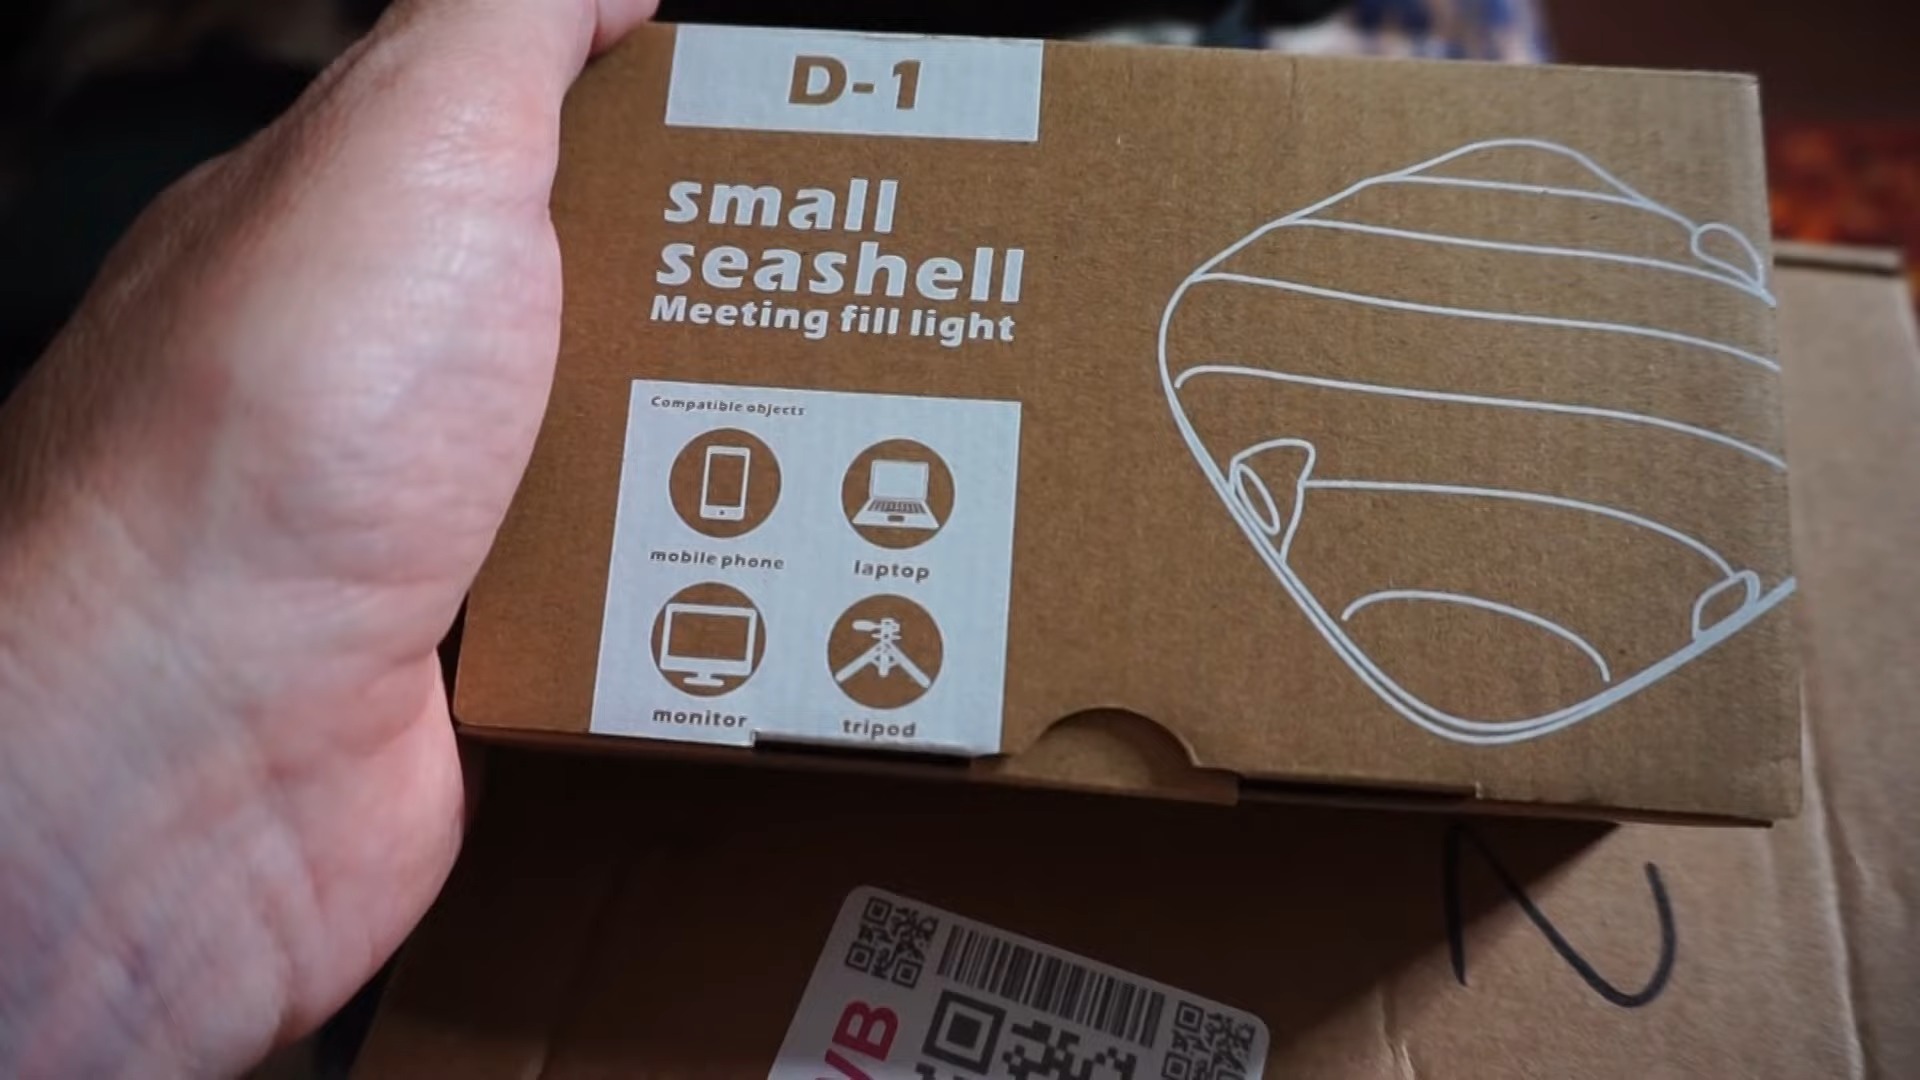 D-1
small
seashell
Meeting fill light
Compatible objects
mobile phone
laptop
monitor
tripod
N